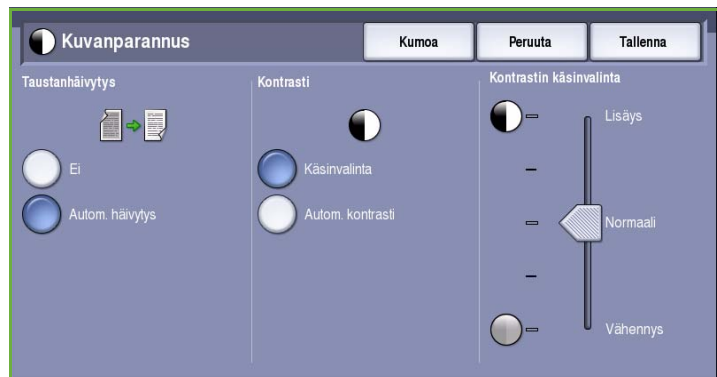 Kuvanparannus
Kumoa
Peruuta
Tallenna
Taustanhäivytys
Ei
Autom. häivytys
Kontrasti
Käsinvalinta
Autom. kontrasti
Kontrastin käsinvalinta
Lisäys
Normaali
Vähennys